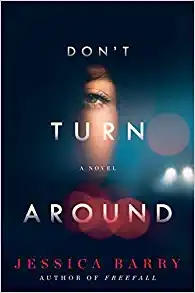 DON'T
TURN
A NOVEL
AROUND
JESSICA BARRY
AUTHOR OF FREEFALL